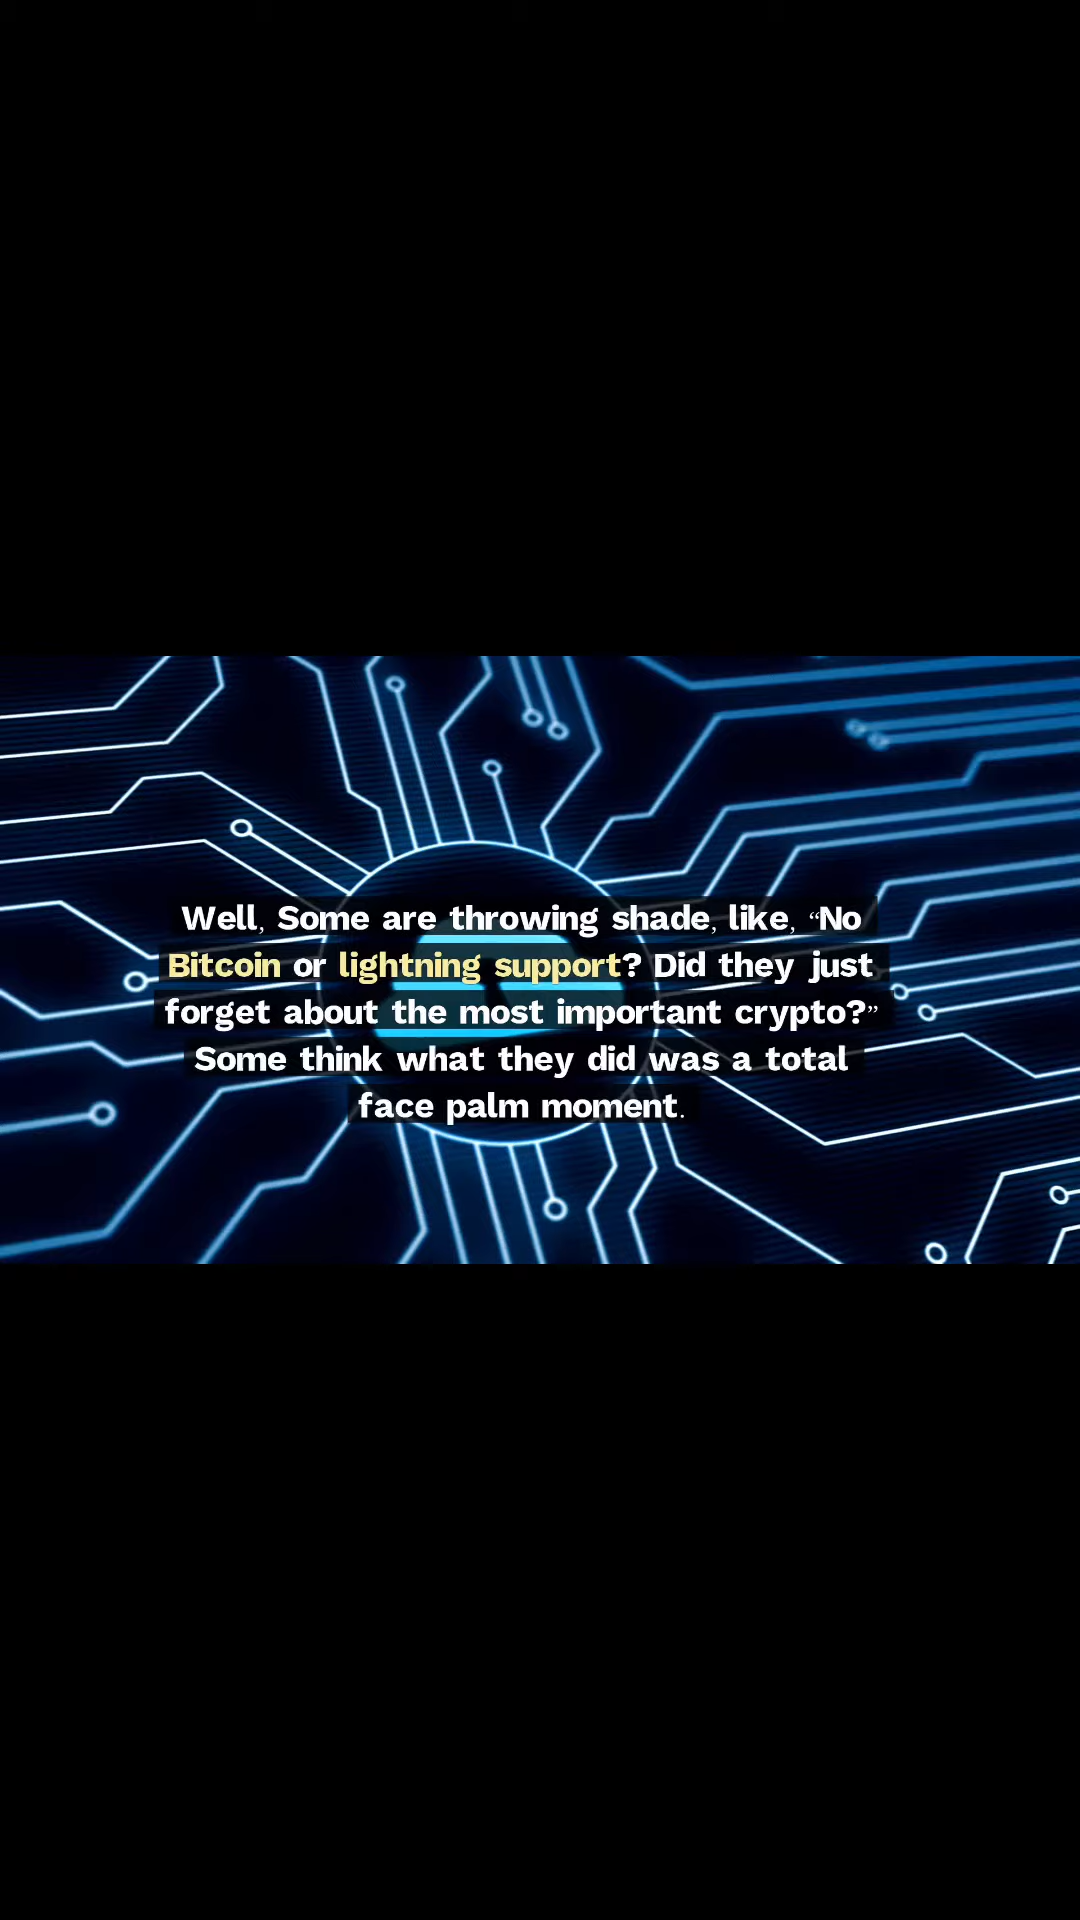 Well, Some are throwing shade, like, “No
Bitcoin or lightning support? Did they just
forget about the most important crypto?”
Some think what they did was a total
face palm moment.